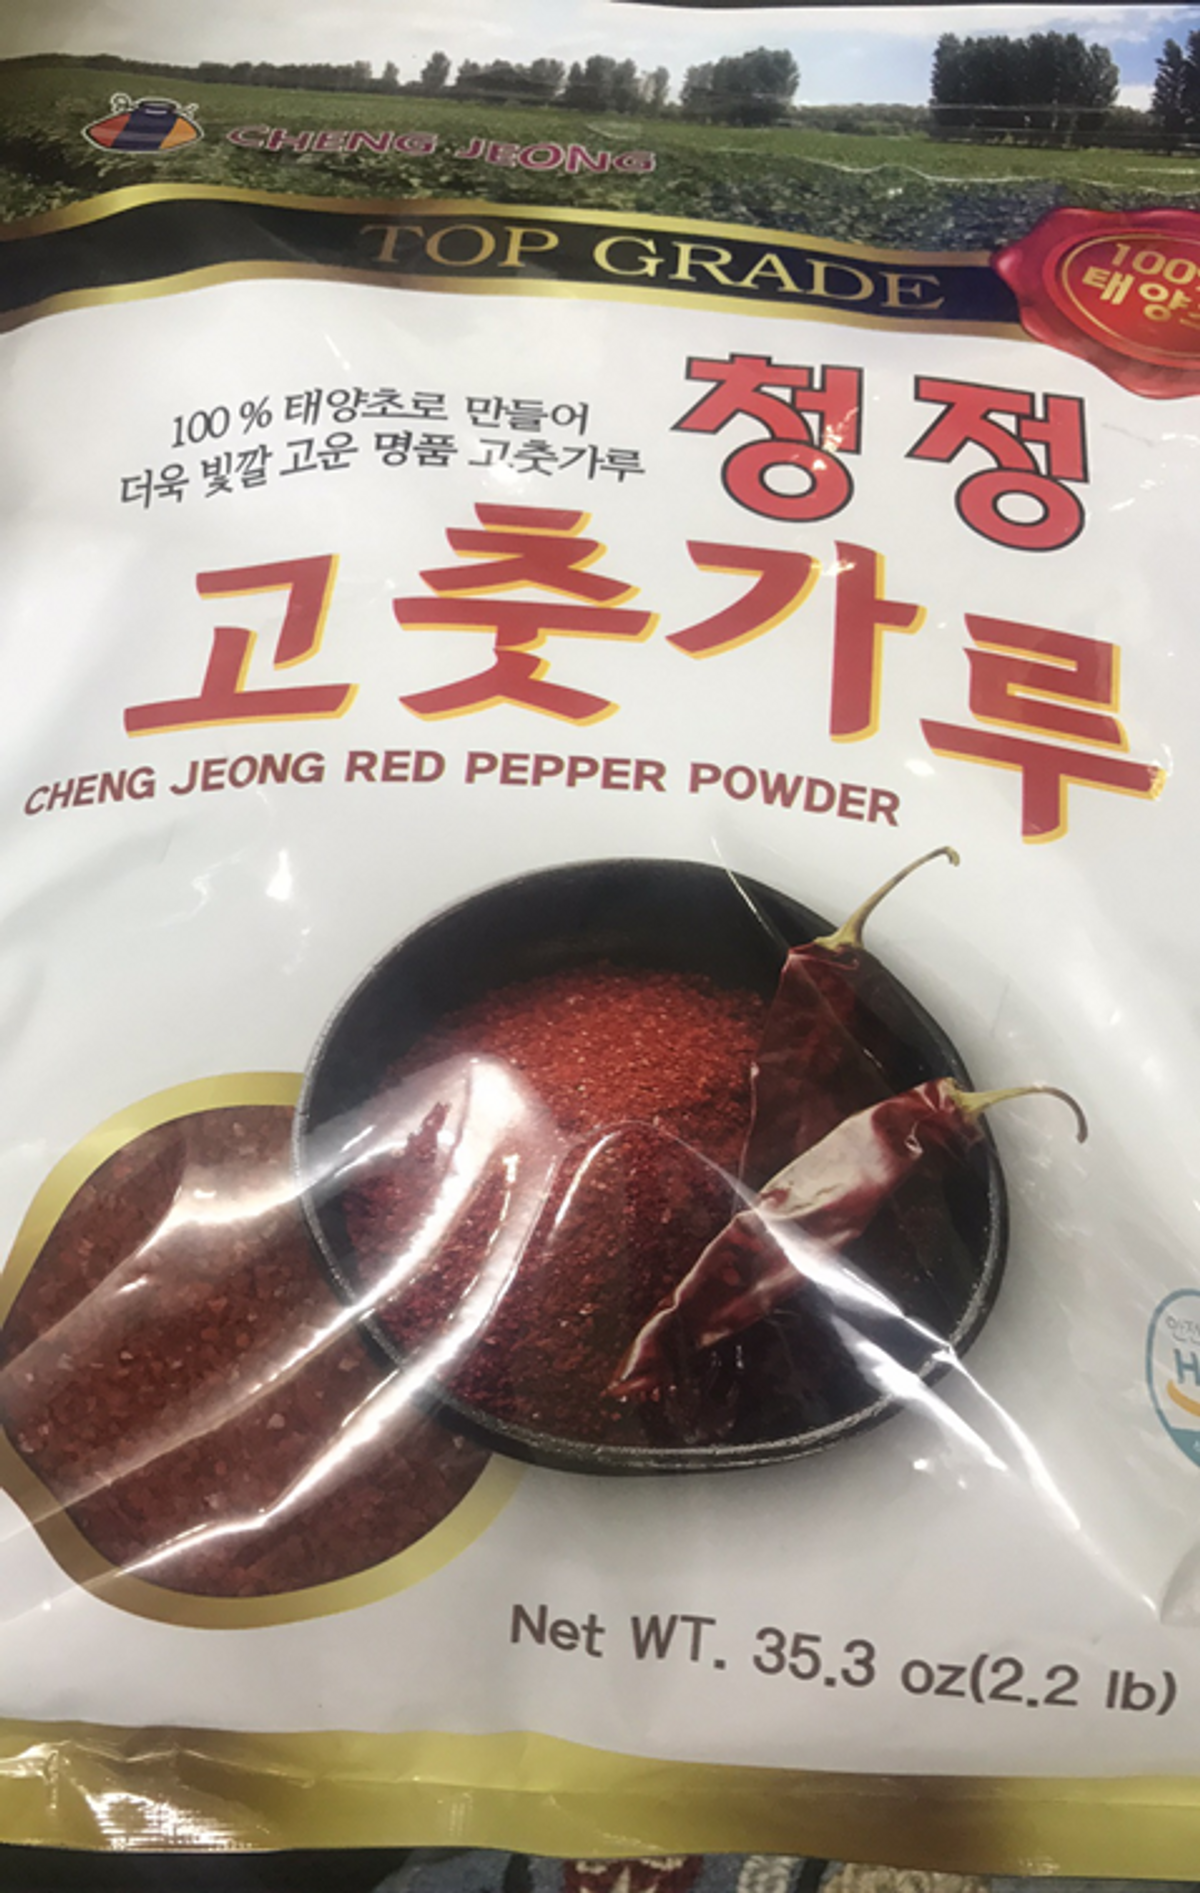 CHENG JEONG
TOP GRADE
100%
태양초
100 % 태양초로 만들어
더욱 빛깔 고운 명품 고춧가루
청정
고춧가루
CHENG JEONG RED PEPPER POWDER
Net WT. 35.3 oz(2.2 lb)